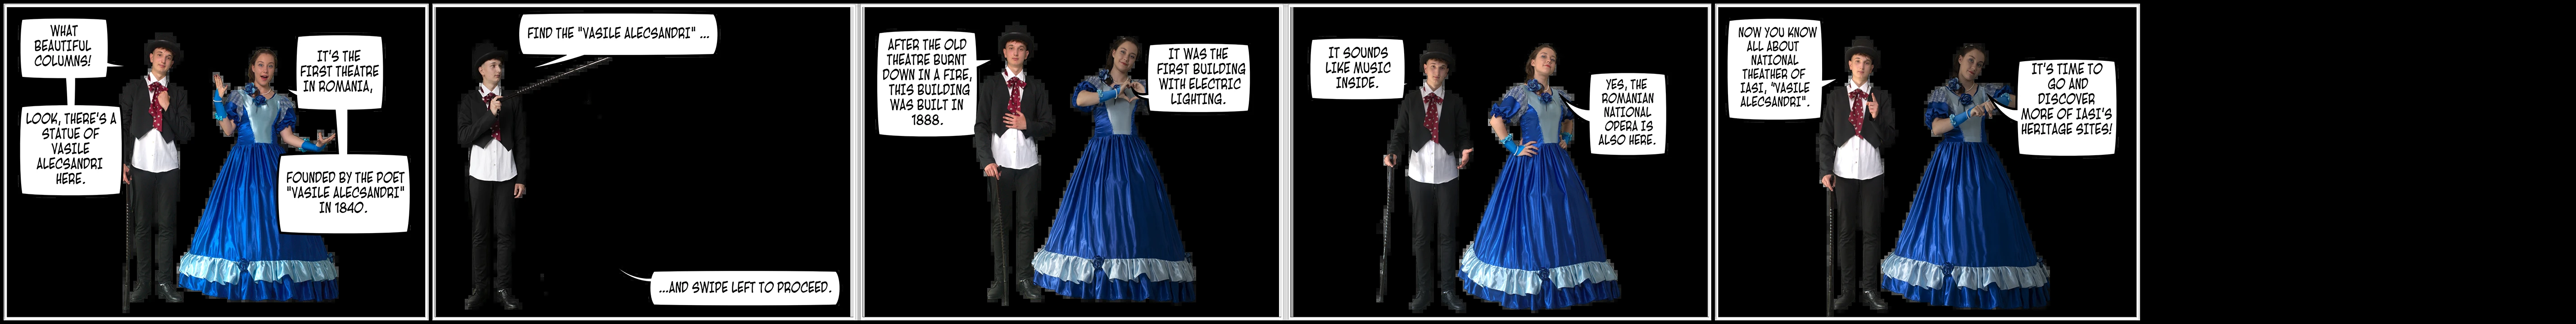 WHAT
BEAUTIFUL
COLUMNS!
LOOK, THERE'S A
STATUE OF
VASILE
ALECSANDRI
HERE.
IT'S THE
FIRST THEATRE
IN ROMANIA,
FOUNDED BY THE POET
"VASILE ALECSANDRI"
IN 1840.
FIND THE "VASILE ALECSANDRI" ...
...AND SWIPE LEFT TO PROCEED.
AFTER THE OLD
THEATRE BURNT
DOWN IN A FIRE,
THIS BUILDING
WAS BUILT IN
1888.
IT WAS THE
FIRST BUILDING
WITH ELECTRIC
LIGHTING.
IT SOUNDS
LIKE MUSIC
INSIDE.
YES, THE
ROMANIAN
NATIONAL
OPERA IS
ALSO HERE.
NOW YOU KNOW
ALL ABOUT
NATIONAL
THEATHER OF
IASI, "VASILE
ALECSANDRI".
IT'S TIME TO
GO AND
DISCOVER
MORE OF IASI'S
HERITAGE SITES!